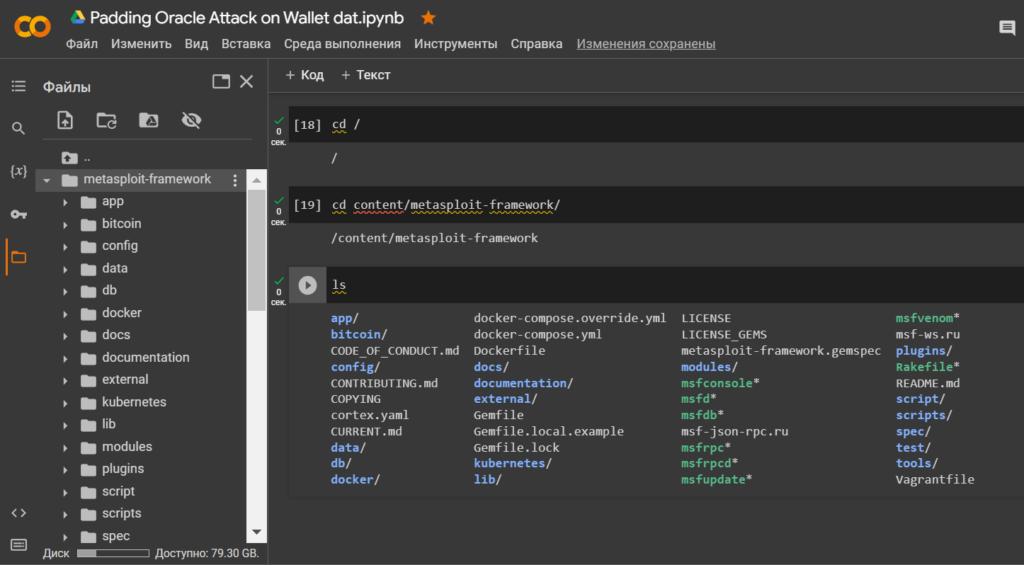 Padding Oracle Attack on Wallet dat.ipynb
Файл Изменить Вид Вставка Среда выполнения Инструменты Справка Изменения сохранены
Файлы
+ Код + Текст
..
metasploit-framework
app
bitcoin
config
data
db
docker
docs
documentation
external
kubernetes
lib
modules
plugins
script
scripts
spec
Диск Доступно: 79.30 GB.
{x}
<>
0 сек. [18] cd /
/
0 сек. [19] cd content/metasploit-framework/
/content/metasploit-framework
0 сек. ls
app/ docker-compose.override.yml LICENSE msfvenom*
bitcoin/ docker-compose.yml LICENSE_GEMS msf-ws.ru
CODE_OF_CONDUCT.md Dockerfile metasploit-framework.gemspec plugins/
config/ docs/ modules/ Rakefile*
CONTRIBUTING.md documentation/ msfconsole* README.md
COPYING external/ msfd* script/
cortex.yaml Gemfile msfdb* scripts/
CURRENT.md Gemfile.local.example msf-json-rpc.ru spec/
data/ Gemfile.lock msfrpc* test/
db/ kubernetes/ msfrpcd* tools/
docker/ lib/ msfupdate* Vagrantfile